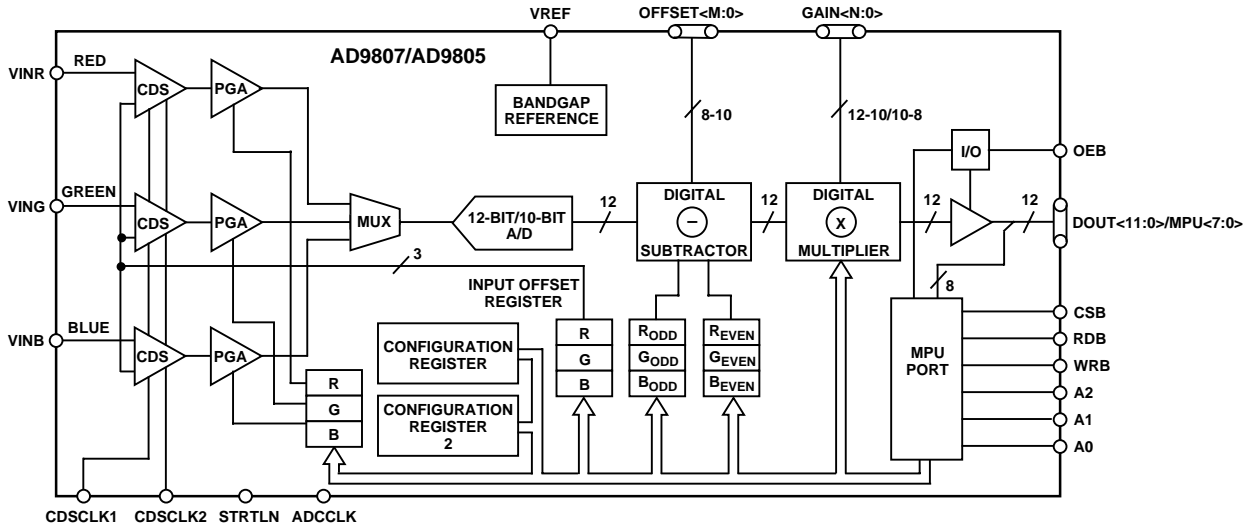 VREF
OFFSET<M:0>
GAIN<N:0>
AD9807/AD9805
VINR
RED
CDS
PGA
BANDGAP
REFERENCE
8-10
12-10/10-8
I/O
OEB
VING
GREEN
CDS
PGA
MUX
12-BIT/10-BIT
A/D
12
DIGITAL
–
SUBTRACTOR
12
DIGITAL
X
MULTIPLIER
12
12
DOUT<11:0>/MPU<7:0>
3
INPUT OFFSET
REGISTER
8
VINB
BLUE
CDS
PGA
R
G
B
CONFIGURATION
REGISTER
CONFIGURATION
REGISTER
2
R
G
B
RODD
GODD
BODD
REVEN
GEVEN
BEVEN
MPU
PORT
CSB
RDB
WRB
A2
A1
A0
CDSCLK1
CDSCLK2
STRTLN
ADCCLK